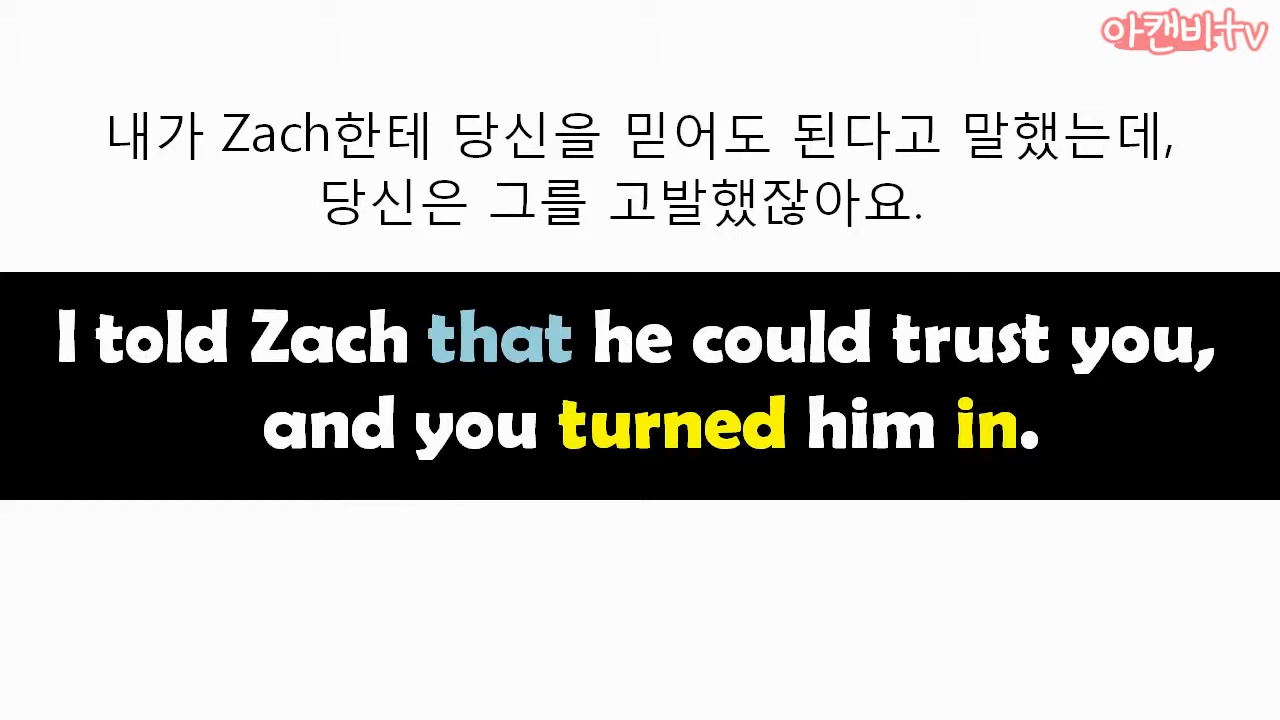 아캔비tv
내가 Zach한테 당신을 믿어도 된다고 말했는데,
당신은 그를 고발했잖아요.
I told Zach that he could trust you,
and you turned him in.